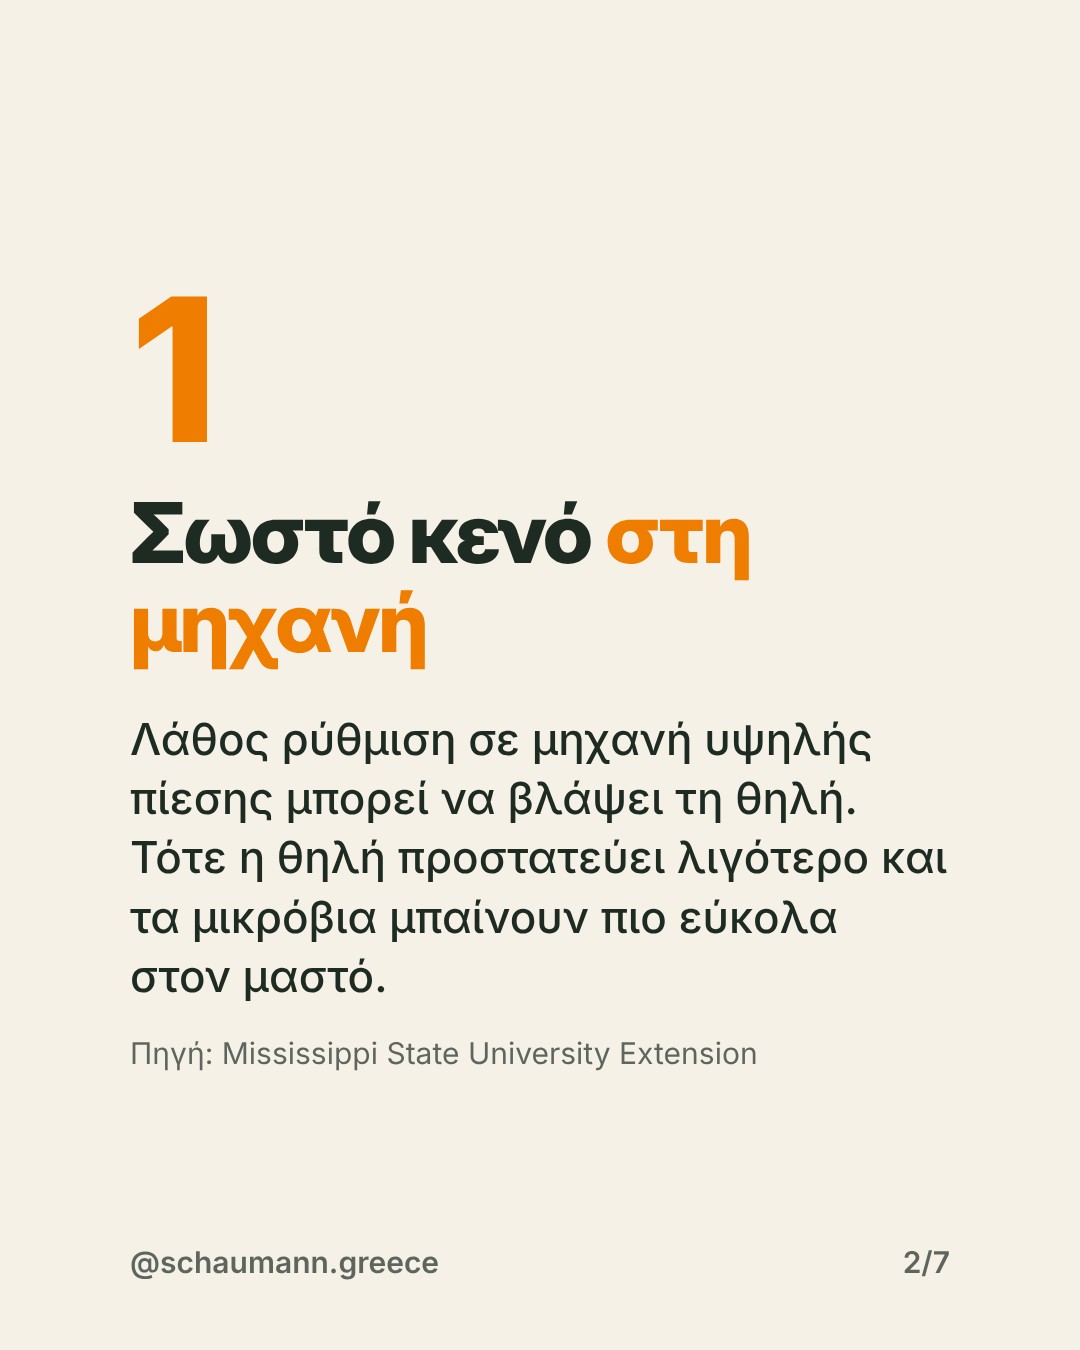 1
Σωστό κενό στη
μηχανή
Λάθος ρύθμιση σε μηχανή υψηλής
πίεσης μπορεί να βλάψει τη θηλή.
Τότε η θηλή προστατεύει λιγότερο και
τα μικρόβια μπαίνουν πιο εύκολα
στον μαστό.
Πηγή: Mississippi State University Extension
@schaumann.greece
2/7